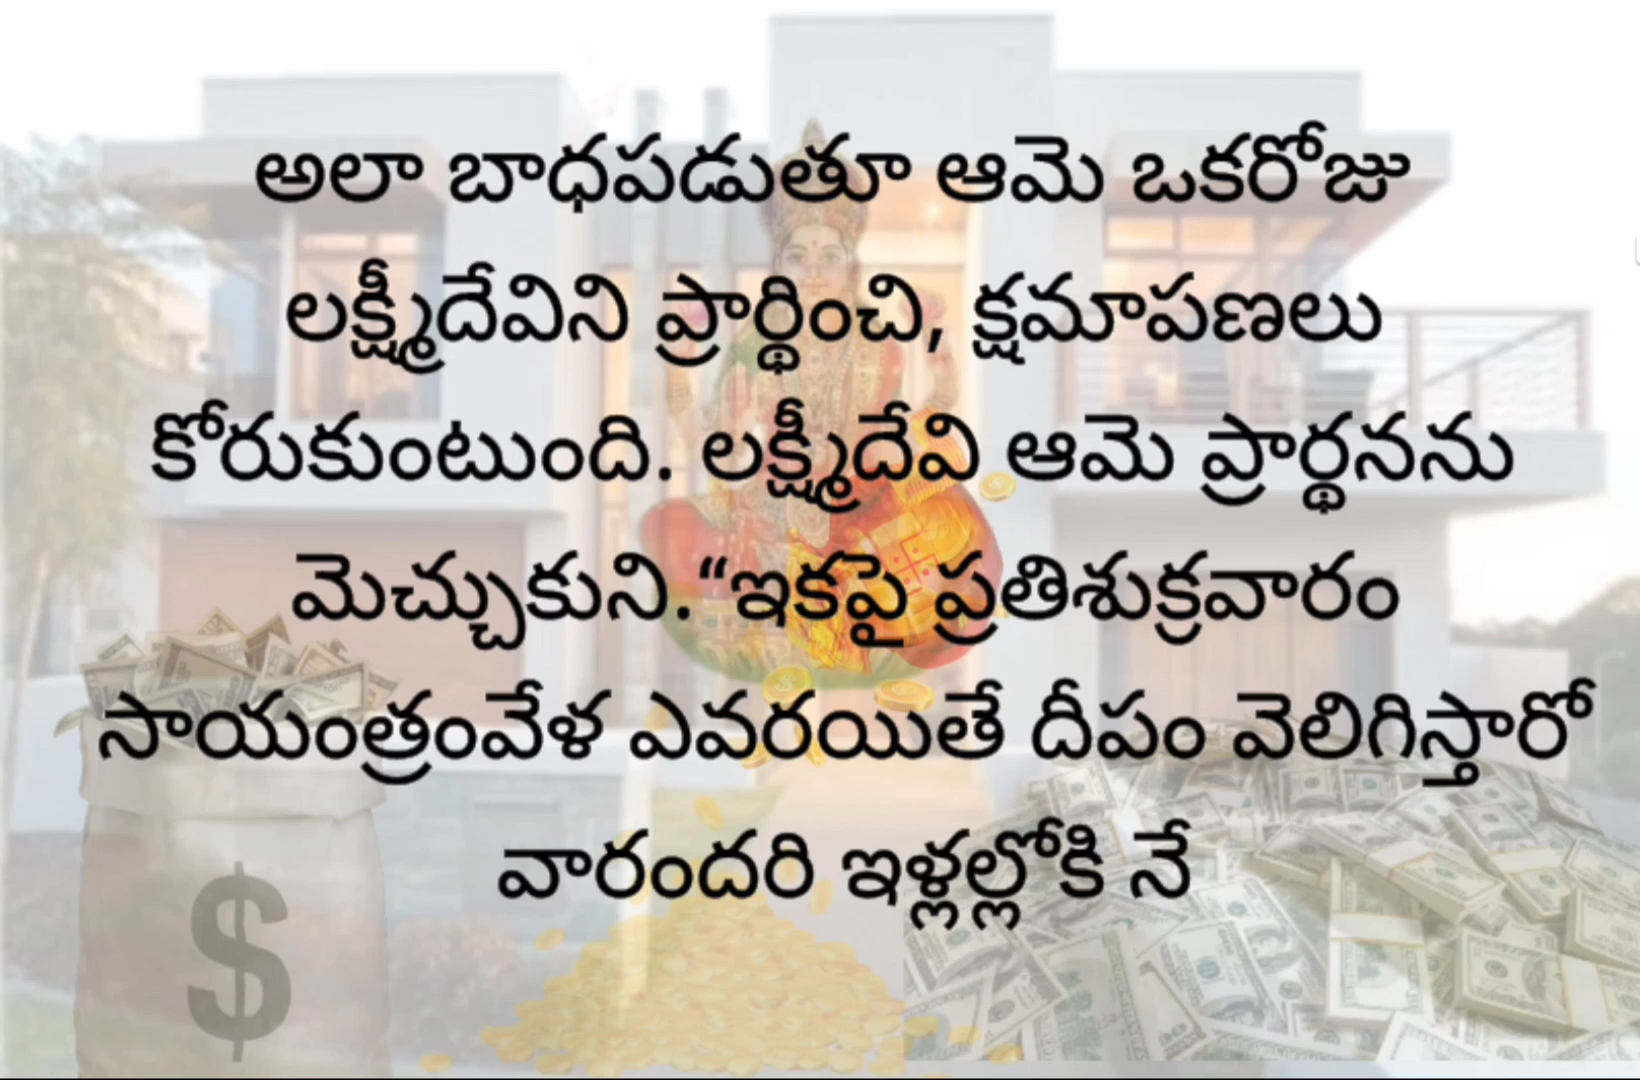 అలా బాధపడుతూ ఆమె ఒకరోజు
లక్ష్మీదేవిని ప్రార్థించి, క్షమాపణలు
కోరుకుంటుంది. లక్ష్మీదేవి ఆమె ప్రార్థనను
మెచ్చుకుని. “ఇకపై ప్రతిశుక్రవారం
సాయంత్రంవేళ ఎవరయితే దీపం వెలిగిస్తారో
వారందరి ఇళ్లల్లోకి నే
$